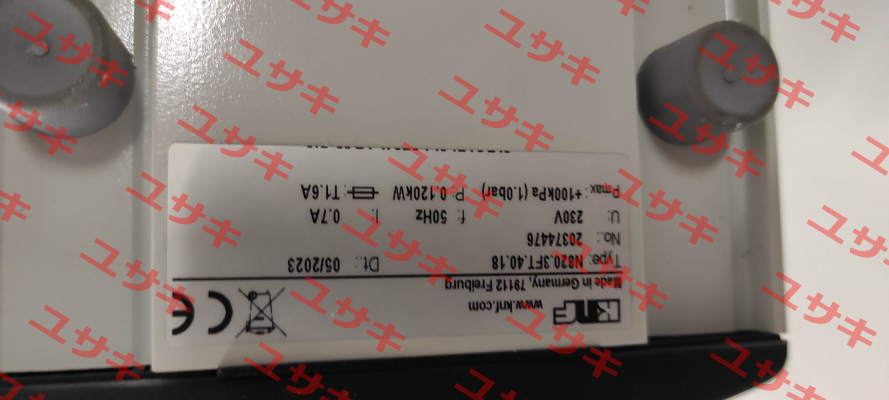 KNF
www.knf.com
Made in Germany, 79112 Freiburg
Type: N820.3FT.40.18 Dt.: 05/2023
No.: 20374476
U: 230V f: 50Hz I: 0.7A
Pmax: +100kPa (1.0bar) P: 0.120kW T1.6A
ユサキ